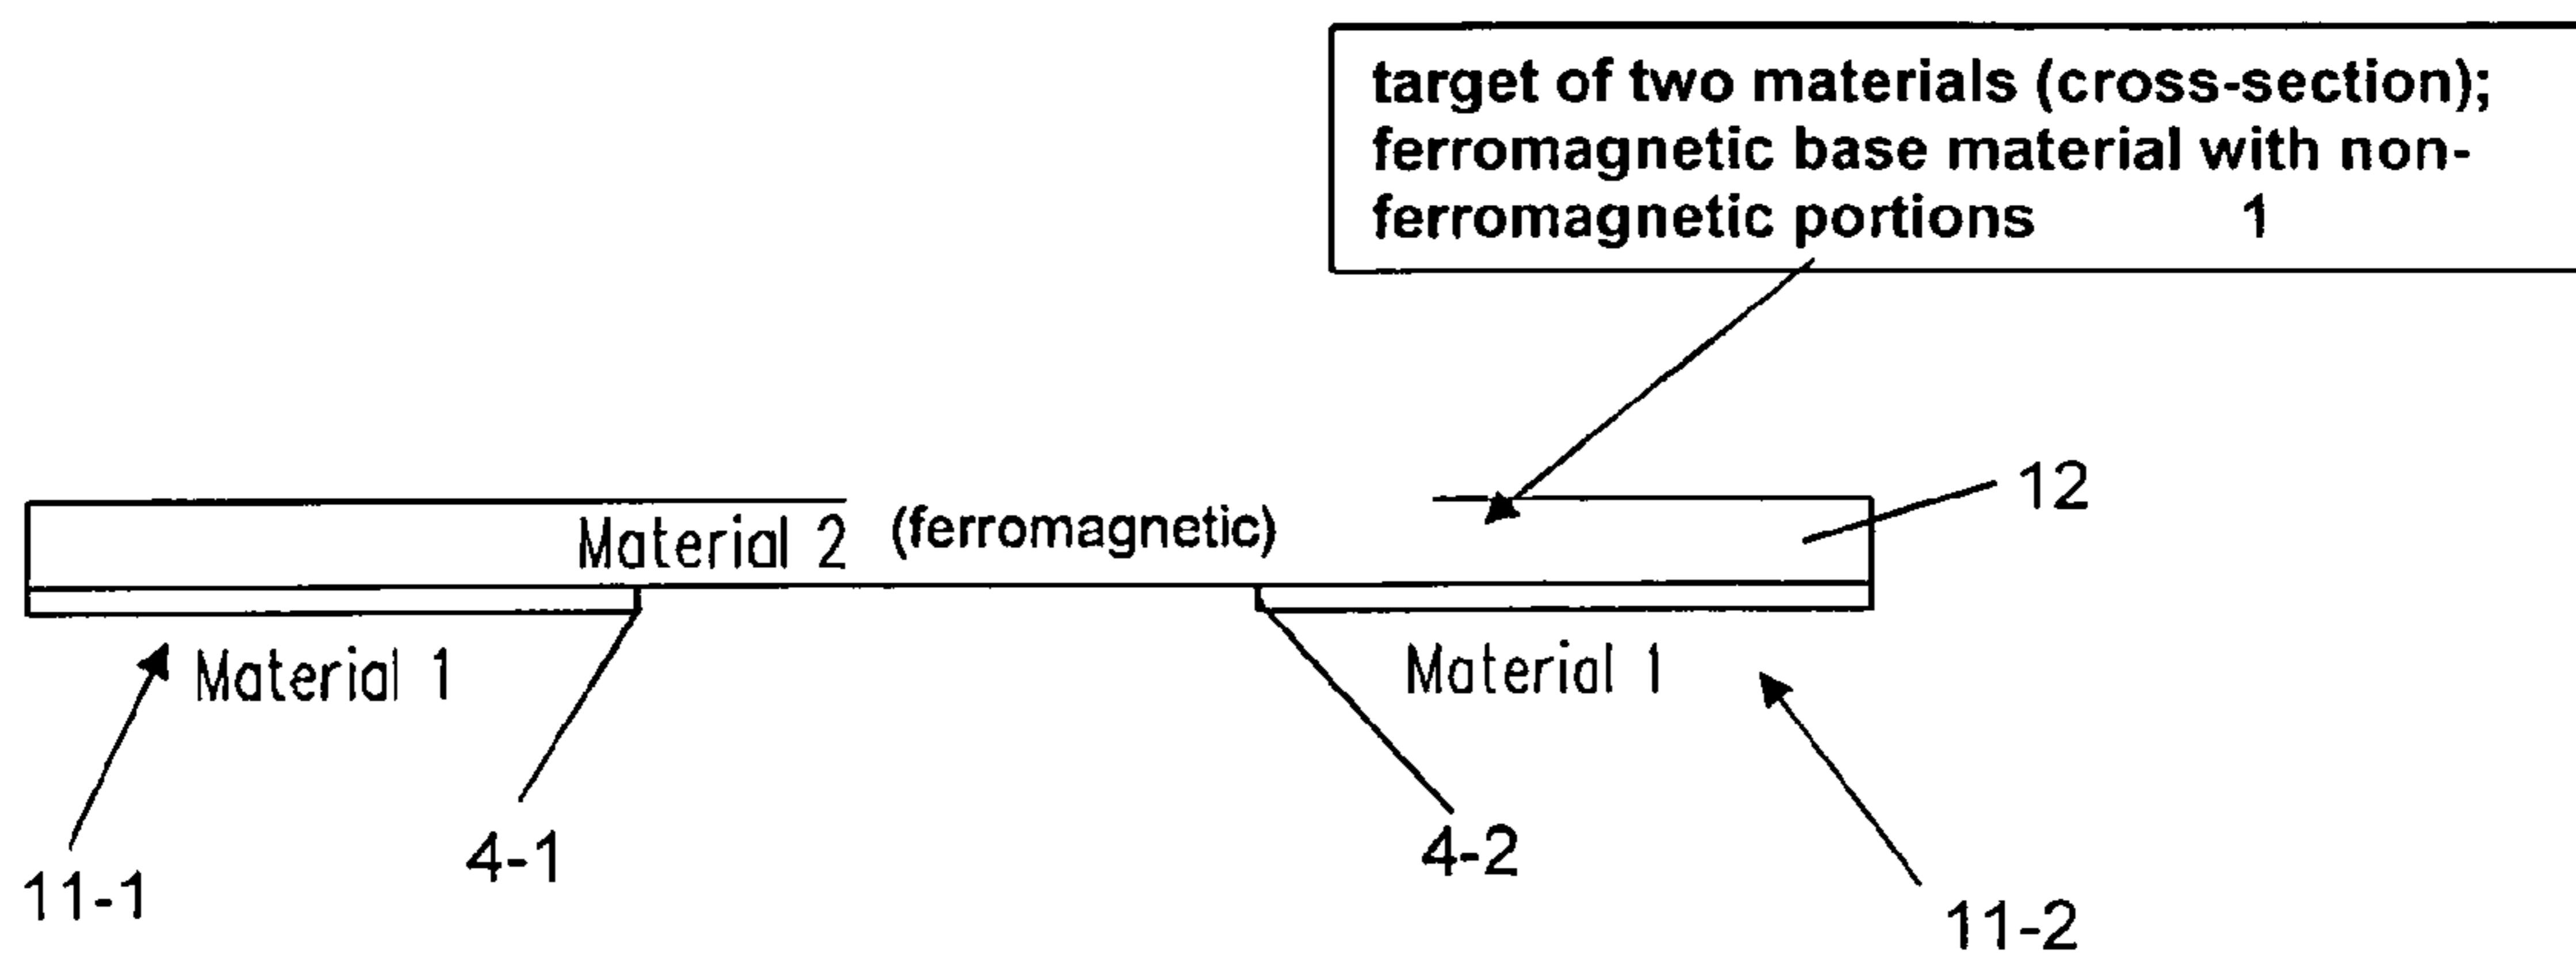 target of two materials (cross-section);
ferromagnetic base material with non-
ferromagnetic portions 1
12
Material 2 (ferromagnetic)
Material 1
Material 1
4-1
4-2
11-1
11-2